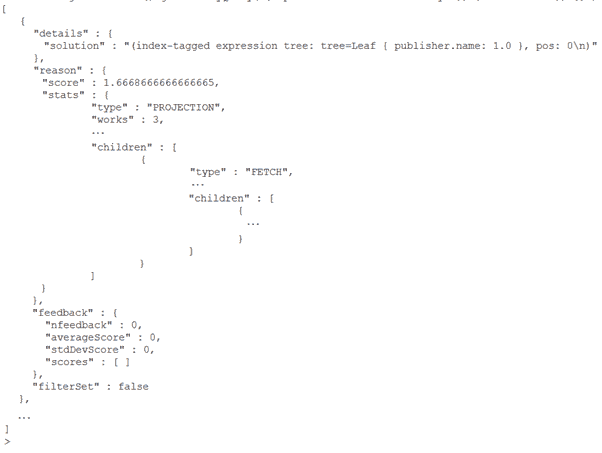 [
{
"details" : {
"solution" : "(index-tagged expression tree: tree=Leaf { publisher.name: 1.0 }, pos: 0\n)"
},
"reason" : {
"score" : 1.6668666666666665,
"stats" : {
"type" : "PROJECTION",
"works" : 3,
...
"children" : [
{
"type" : "FETCH",
...
"children" : [
{
...
}
]
}
]
}
},
"feedback" : {
"nfeedback" : 0,
"averageScore" : 0,
"stdDevScore" : 0,
"scores" : [ ]
},
"filterSet" : false
},
...
]
>